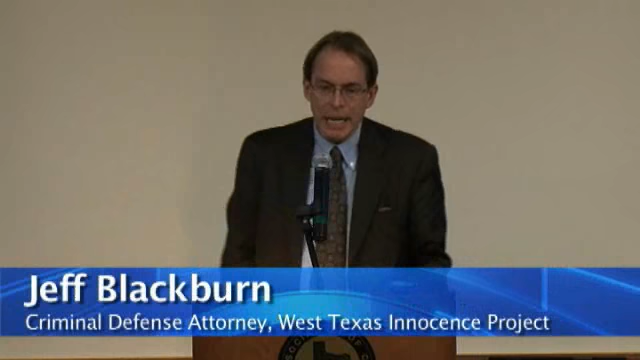 Jeff Blackburn
Criminal Defense Attorney, West Texas Innocence Project